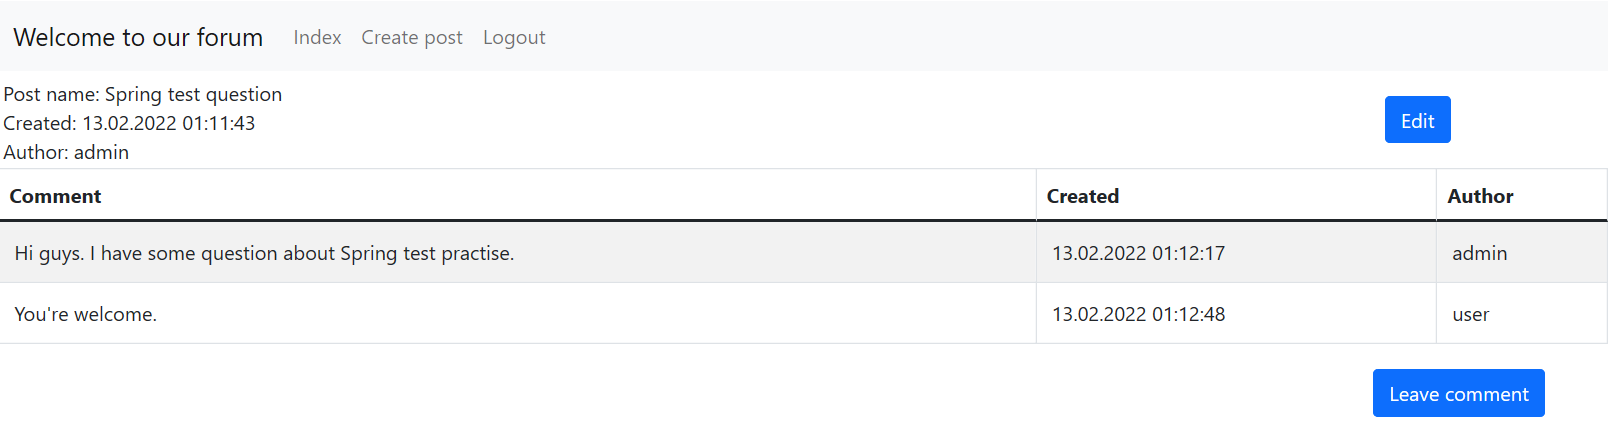 Welcome to our forum Index Create post Logout
Post name: Spring test question
Created: 13.02.2022 01:11:43
Edit
Author: admin
Comment Created Author
Hi guys. I have some question about Spring test practise. 13.02.2022 01:12:17 admin
You're welcome. 13.02.2022 01:12:48 user
Leave comment